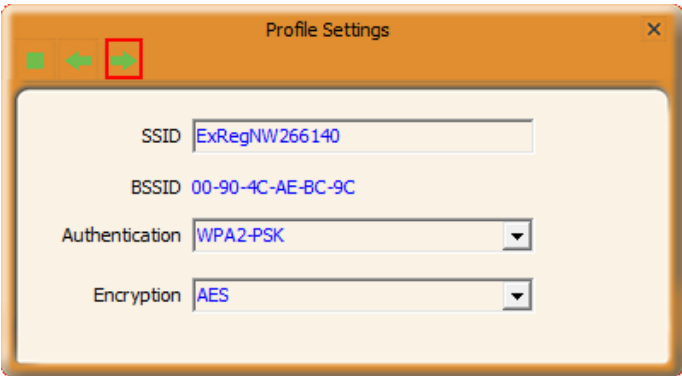 Profile Settings
SSID ExRegNW266140
BSSID 00-90-4C-AE-BC-9C
Authentication WPA2-PSK
Encryption AES